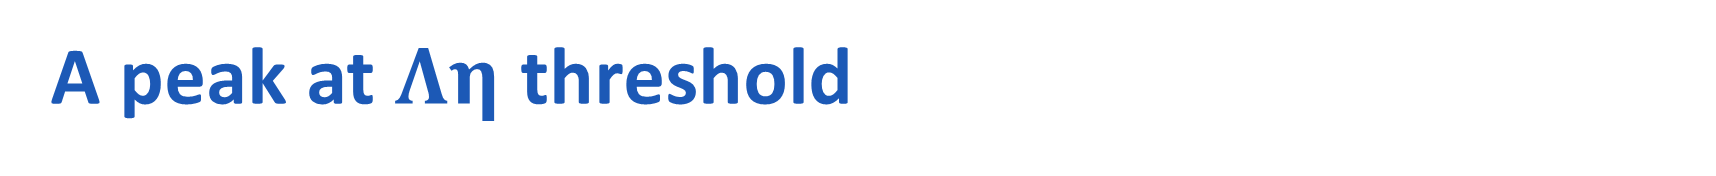 A peak at Λη threshold